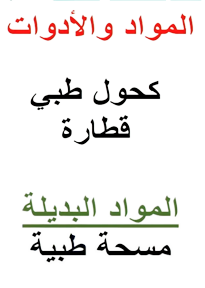 المواد والأدوات
كحول طبي
قطارة
المواد البديلة
مسحة طبية